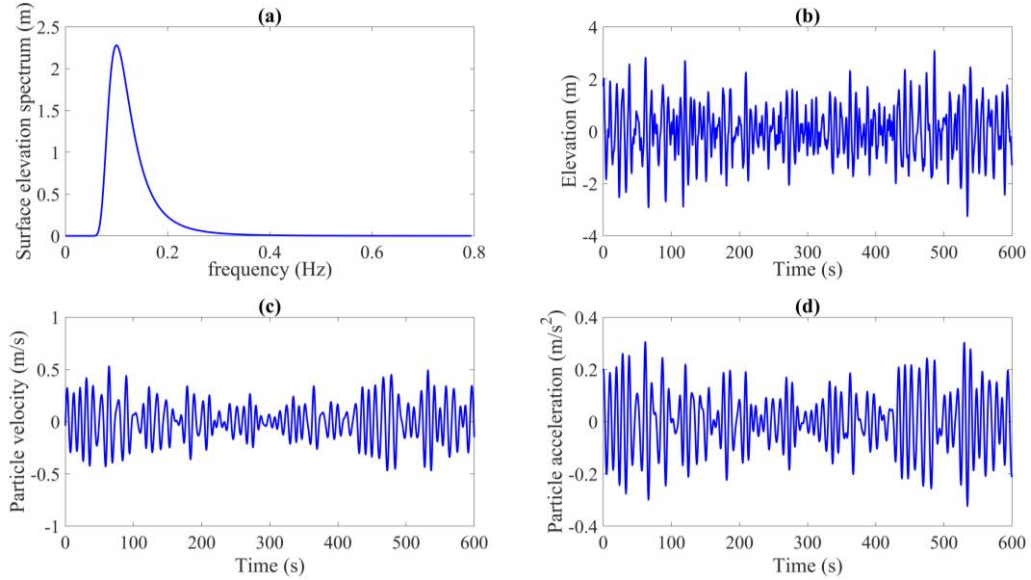 (a)
Surface elevation spectrum (m)
2.5
2
1.5
1
0.5
0
0 0.2 0.4 0.6 0.8
frequency (Hz)
(b)
Elevation (m)
4
2
0
-2
-4
0 100 200 300 400 500 600
Time (s)
(c)
Particle velocity (m/s)
1
0.5
0
-0.5
-1
0 100 200 300 400 500 600
Time (s)
(d)
Particle acceleration (m/s²)
0.4
0.2
0
-0.2
-0.4
0 100 200 300 400 500 600
Time (s)